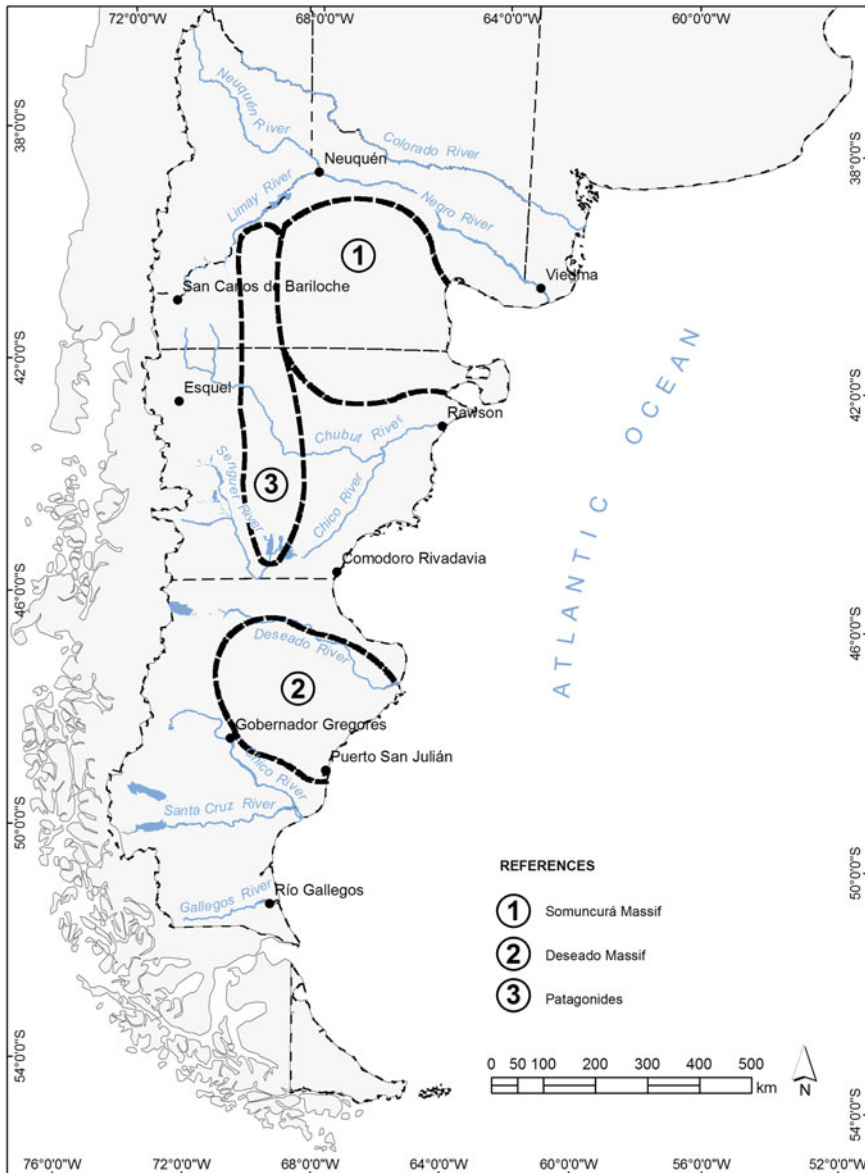 72°0'0"W 68°0'0"W 64°0'0"W 60°0'0"W
38°0'0"S
38°0'0"S
Neuquén River
Colorado River
Neuquén
Limay River
Negro River
1
San Carlos de Bariloche
Viedma
42°0'0"S
42°0'0"S
Esquel
Rawson
Chubut River
Senguer River
3
Chico River
ATLANTIC OCEAN
Comodoro Rivadavia
46°0'0"S
46°0'0"S
Deseado River
2
Gobernador Gregores
Chico River
Puerto San Julián
Santa Cruz River
50°0'0"S
50°0'0"S
Gallegos River
Río Gallegos
REFERENCES
1 Somuncurá Massif
2 Deseado Massif
3 Patagonides
54°0'0"S
54°0'0"S
0 50 100 200 300 400 500
km
N
76°0'0"W 72°0'0"W 68°0'0"W 64°0'0"W 60°0'0"W 56°0'0"W 52°0'0"W